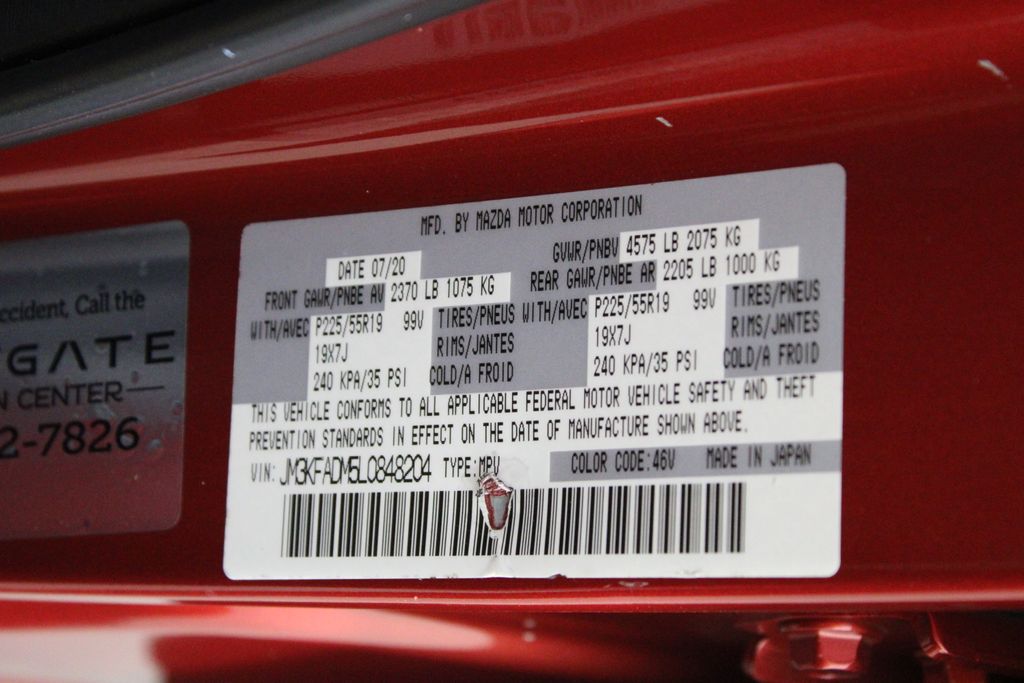 ccident, Call the
GATE
N CENTER
2-7826
MFD. BY MAZDA MOTOR CORPORATION
DATE 07/20 GVWR/PNBV 4575 LB 2075 KG
FRONT GAWR/PNBE AV 2370 LB 1075 KG REAR GAWR/PNBE AR 2205 LB 1000 KG
WITH/AVEC P225/55R19 99V TIRES/PNEUS WITH/AVEC P225/55R19 99V TIRES/PNEUS
19X7J RIMS/JANTES 19X7J RIMS/JANTES
240 KPA/35 PSI COLD/A FROID 240 KPA/35 PSI COLD/A FROID
THIS VEHICLE CONFORMS TO ALL APPLICABLE FEDERAL MOTOR VEHICLE SAFETY AND THEFT
PREVENTION STANDARDS IN EFFECT ON THE DATE OF MANUFACTURE SHOWN ABOVE.
VIN: JM3KFADM5L0848204 TYPE:MPV COLOR CODE:46V MADE IN JAPAN